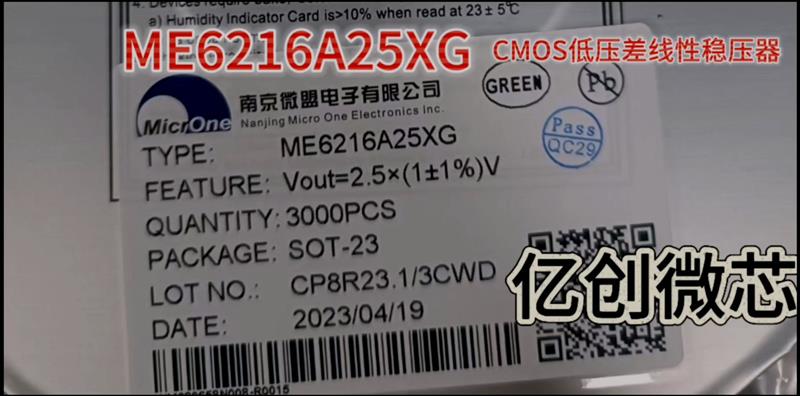 a) Humidity Indicator Card is>10% when read at 23±5℃
ME6216A25XG CMOS低压差线性稳压器
MicrOne
南京微盟电子有限公司
Nanjing Micro One Electronics Inc.
GREEN
Pb
TYPE: ME6216A25XG
Pass
QC29
FEATURE: Vout=2.5×(1±1%)V
QUANTITY: 3000PCS
PACKAGE: SOT-23
LOT NO.: CP8R23.1/3CWD
DATE: 2023/04/19
亿创微芯